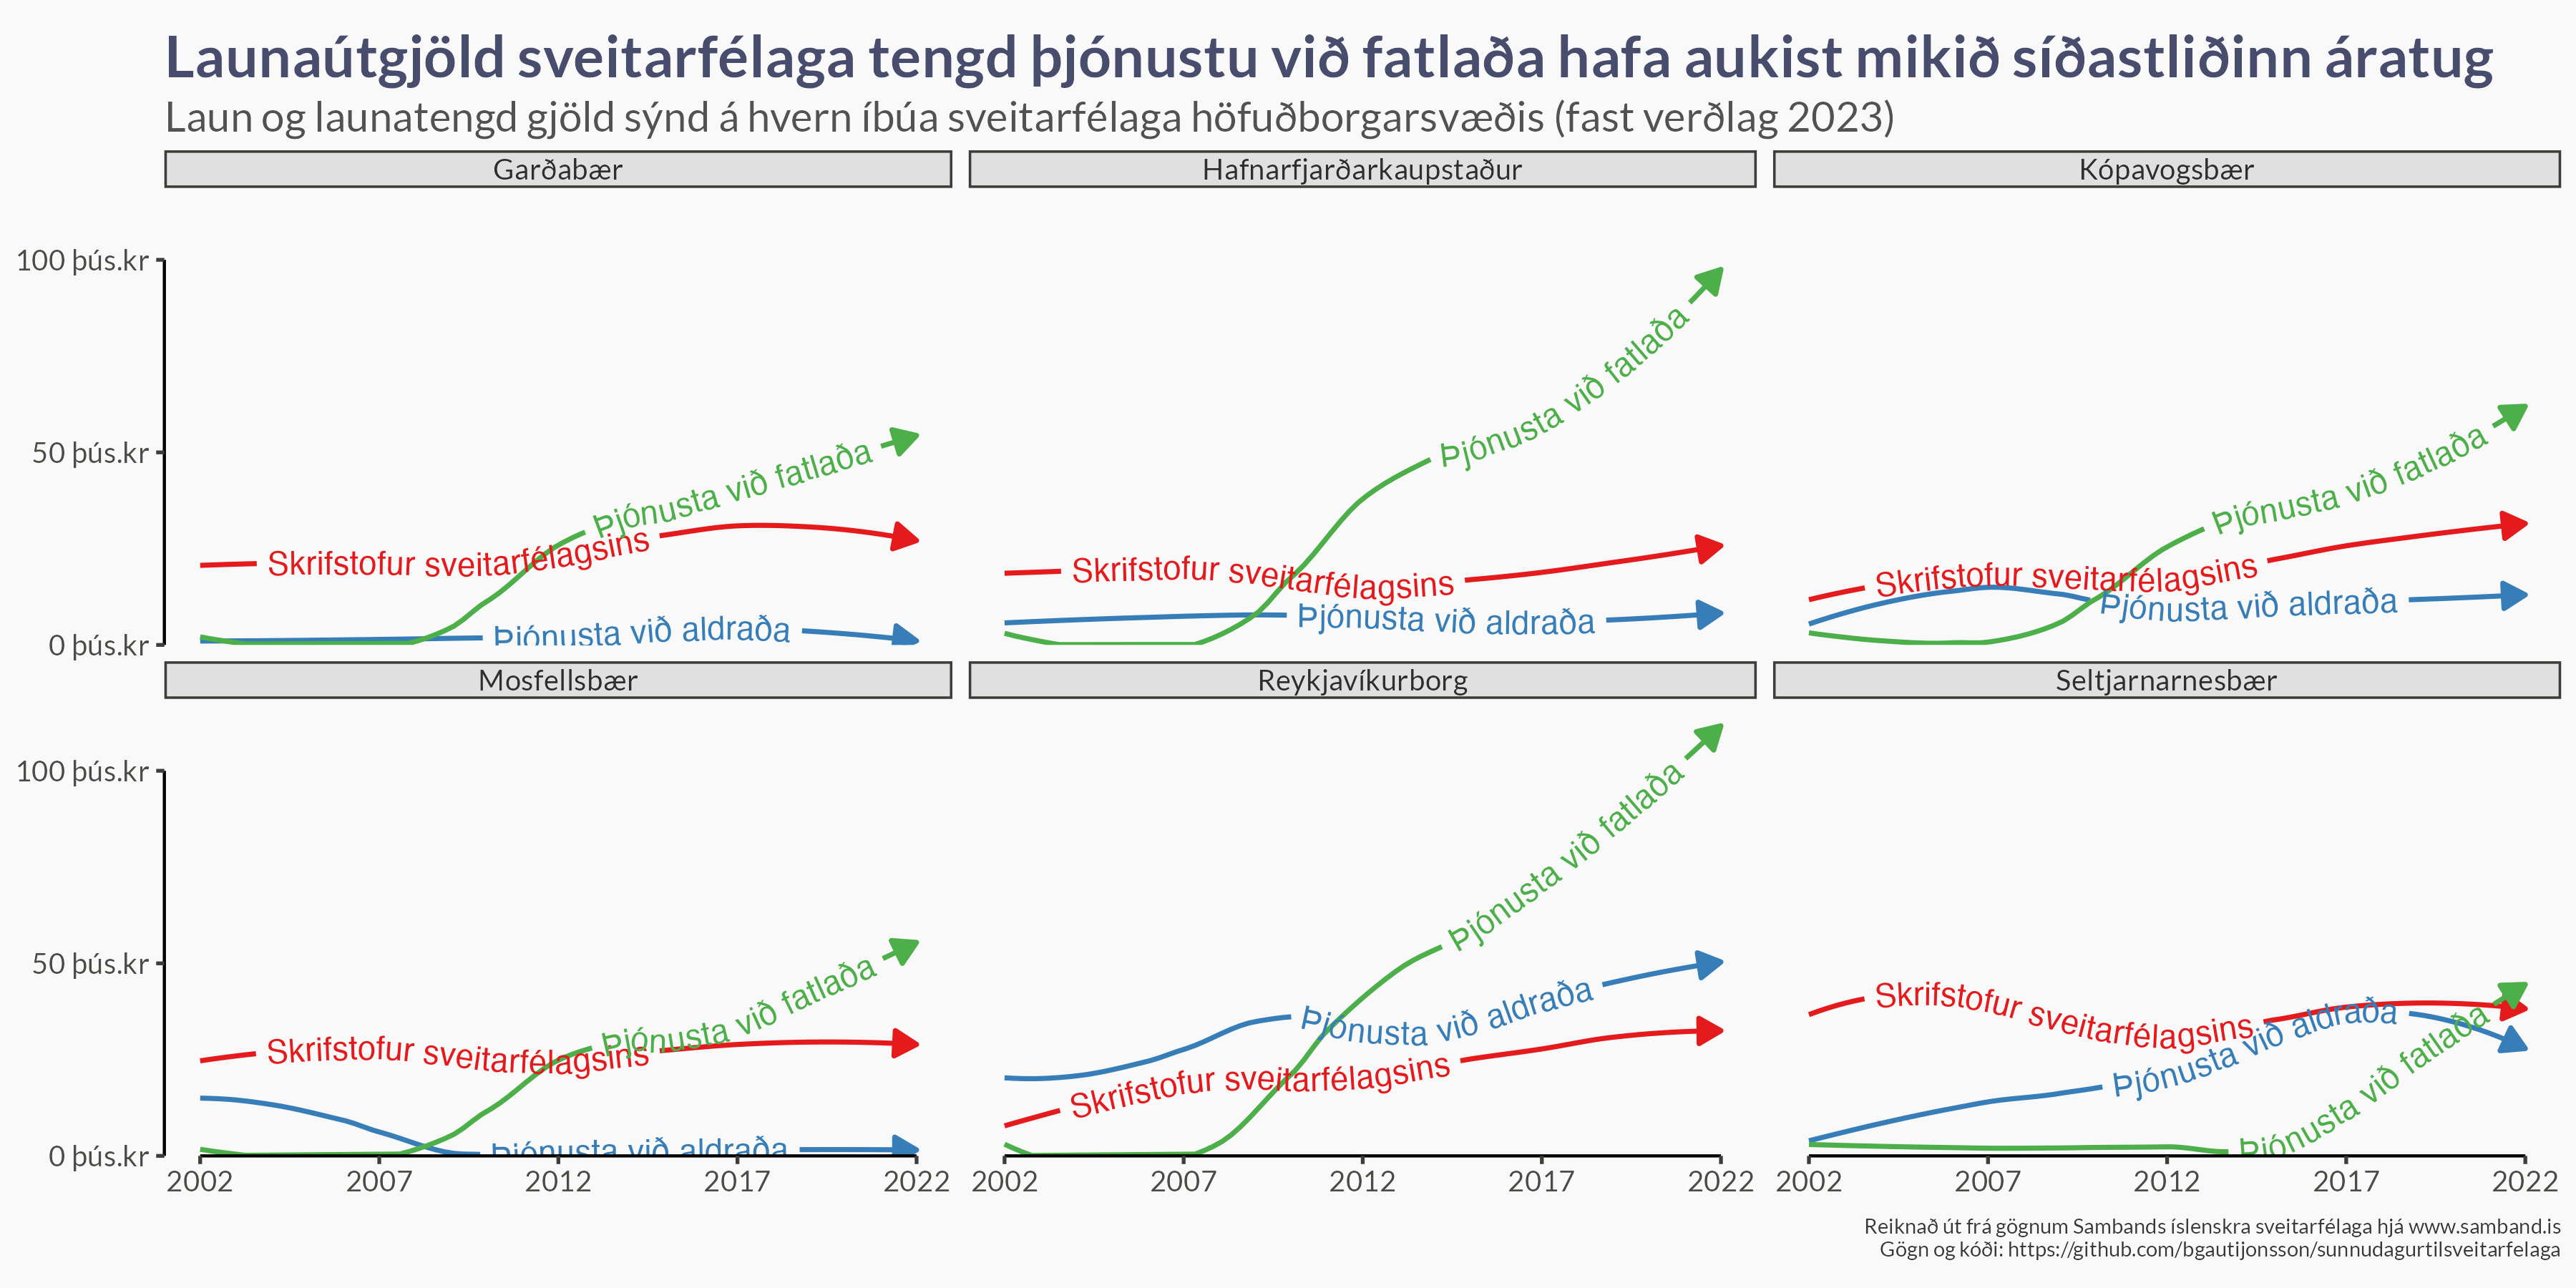 Launaútgjöld sveitarfélaga tengd þjónustu við fatlaða hafa aukist mikið síðastliðinn áratug
Laun og launatengd gjöld sýnd á hvern íbúa sveitarfélaga höfuðborgarsvæðis (fast verðlag 2023)
Garðabær
100 þús.kr
50 þús.kr
0 þús.kr
Þjónusta við fatlaða
Skrifstofur sveitarfélagsins
Þjónusta við aldraða
Hafnarfjarðarkaupstaður
Þjónusta við fatlaða
Skrifstofur sveitarfélagsins
Þjónusta við aldraða
Kópavogsbær
Þjónusta við fatlaða
Skrifstofur sveitarfélagsins
Þjónusta við aldraða
Mosfellsbær
100 þús.kr
50 þús.kr
0 þús.kr
Þjónusta við fatlaða
Skrifstofur sveitarfélagsins
Þjónusta við aldraða
2002 2007 2012 2017 2022
Reykjavíkurborg
Þjónusta við fatlaða
Þjónusta við aldraða
Skrifstofur sveitarfélagsins
2002 2007 2012 2017 2022
Seltjarnarnesbær
Skrifstofur sveitarfélagsins
Þjónusta við aldraða
Þjónusta við fatlaða
2002 2007 2012 2017 2022
Reiknað út frá gögnum Sambands íslenskra sveitarfélaga hjá www.samband.is
Gögn og kóði: https://github.com/bgautijonsson/sunnudagurtilsveitarfelaga